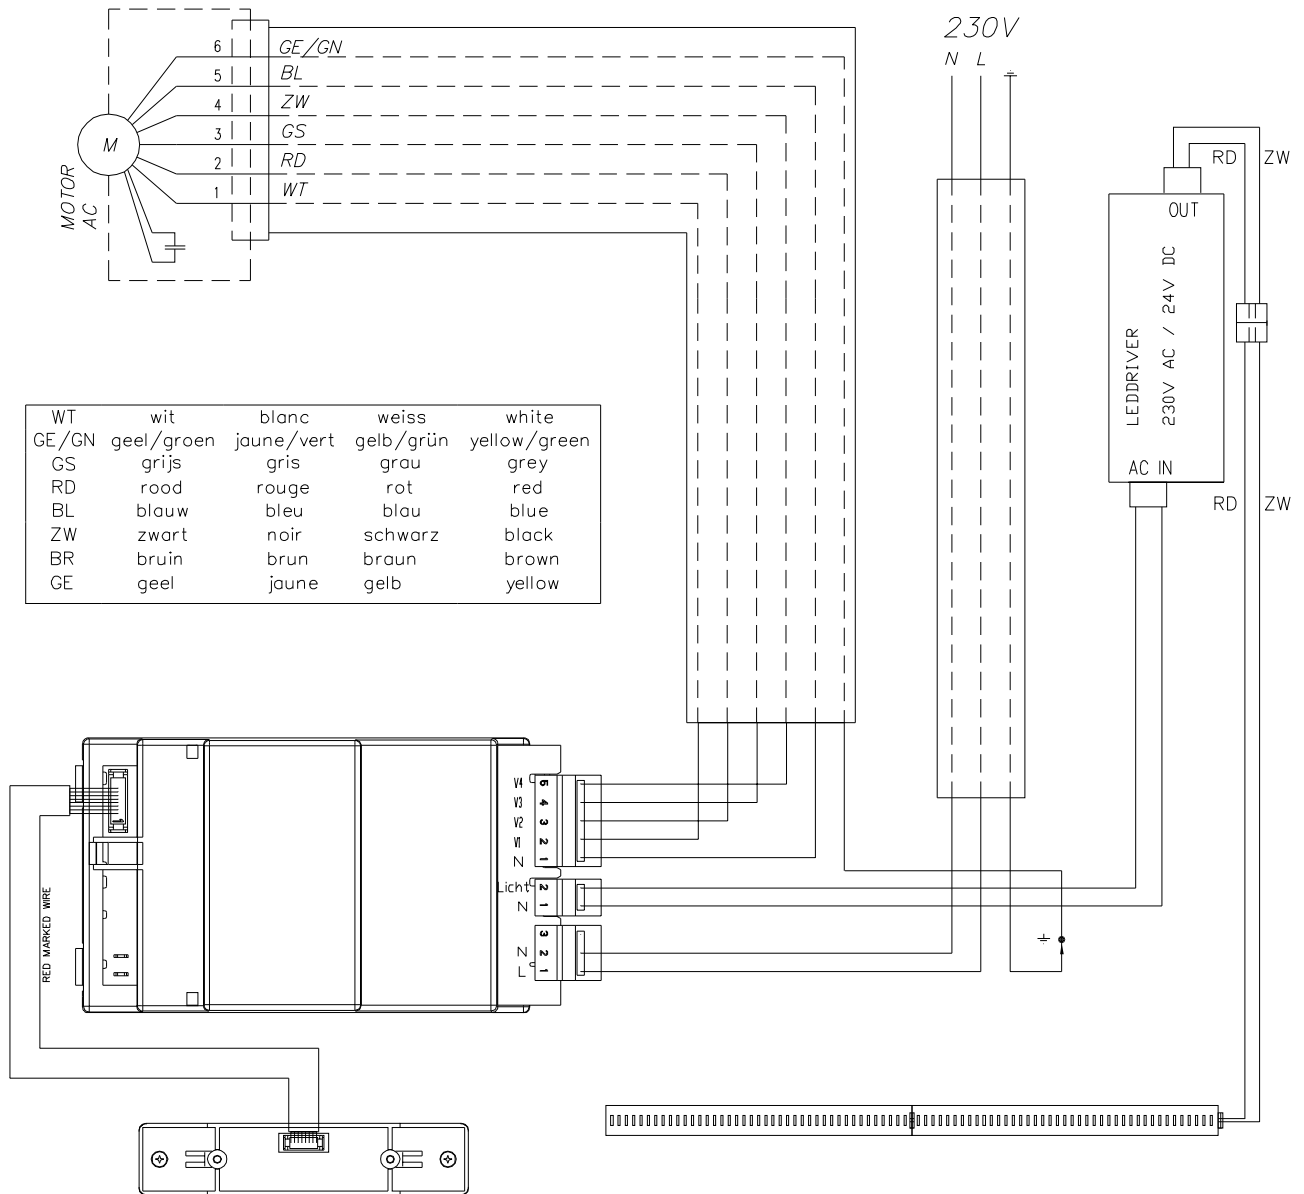 230V
N L
6 GE/GN
5 BL
4 ZW
3 GS
2 RD
1 WT
M
MOTOR
AC
RD ZW
OUT
LEDDRIVER
230V AC / 24V DC
AC IN
RD ZW
WT wit blanc weiss white
GE/GN geel/groen jaune/vert gelb/grün yellow/green
GS grijs gris grau grey
RD rood rouge rot red
BL blauw bleu blau blue
ZW zwart noir schwarz black
BR bruin brun braun brown
GE geel jaune gelb yellow
V4 5
V3 4
V2 3
V1 2
N 1
Licht 2
N 1
3
N 2
L 1
1
RED MARKED WIRE